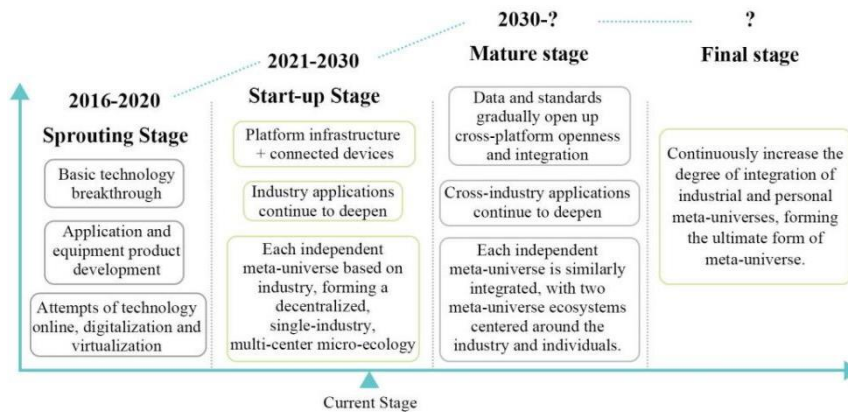 2016-2020
Sprouting Stage
Basic technology
breakthrough
Application and
equipment product
development
Attempts of technology
online, digitalization and
virtualization
2021-2030
Start-up Stage
Platform infrastructure
+ connected devices
Industry applications
continue to deepen
Each independent
meta-universe based on
industry, forming a
decentralized,
single-industry,
multi-center micro-ecology
2030-?
Mature stage
Data and standards
gradually open up
cross-platform openness
and integration
Cross-industry applications
continue to deepen
Each independent
meta-universe is similarly
integrated, with two
meta-universe ecosystems
centered around the
industry and individuals.
?
Final stage
Continuously increase the
degree of integration of
industrial and personal
meta-universes, forming
the ultimate form of
meta-universe.
Current Stage